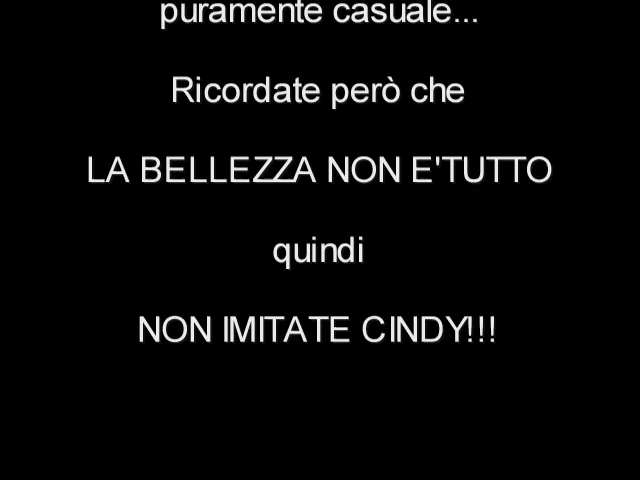 puramente casuale...
Ricordate però che
LA BELLEZZA NON E'TUTTO
quindi
NON IMITATE CINDY!!!